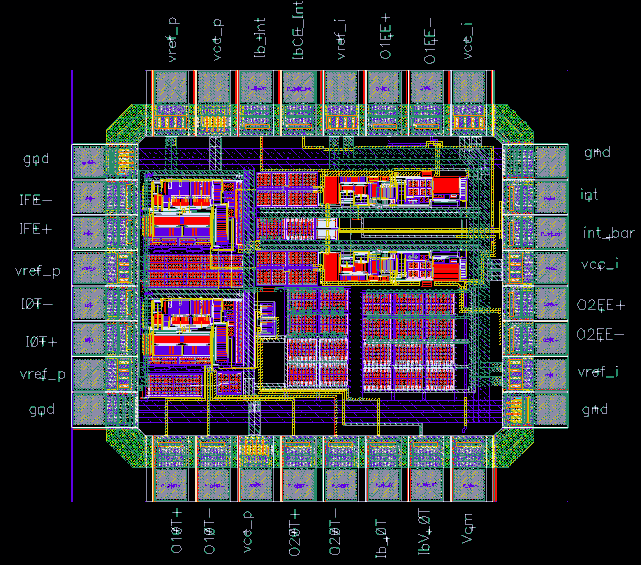 vref_p
vcc_p
Ib_Int
IbCF_Int
vref_i
O1EE+
O1EE-
vcc_i
gnd
IFE-
IFE+
vref_p
I0T-
I0T+
vref_p
gnd
gnd
int
int_bar
vcc_i
O2EE+
O2EE-
vref_i
gnd
O10T+
O10T-
vcc_p
O20T+
O20T-
Ib_0T
IbV_0T
Vcm